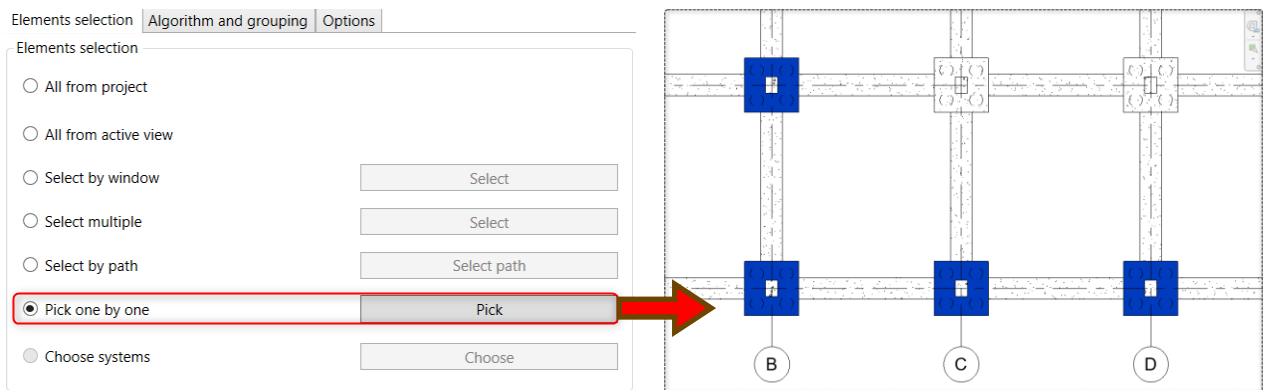 Elements selection Algorithm and grouping Options
Elements selection
All from project
All from active view
Select by window Select
Select multiple Select
Select by path Select path
Pick one by one Pick
Choose systems Choose
B C D